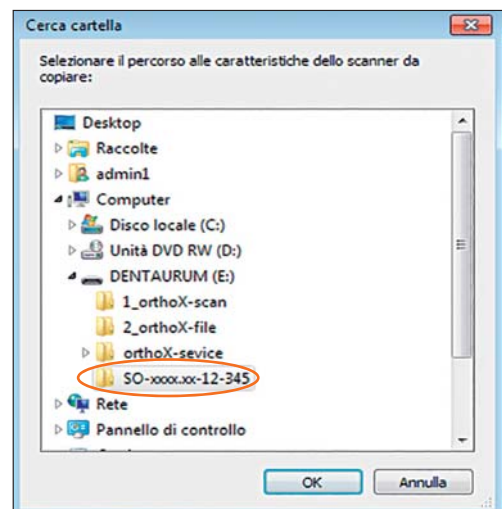 Cerca cartella
Selezionare il percorso alle caratteristiche dello scanner da
copiare:
Desktop
Raccolte
admin1
Computer
Disco locale (C:)
Unità DVD RW (D:)
DENTAURUM (E:)
1_orthoX-scan
2_orthoX-file
orthoX-sevice
SO-xxxx.xx-12-345
Rete
Pannello di controllo
OK
Annulla